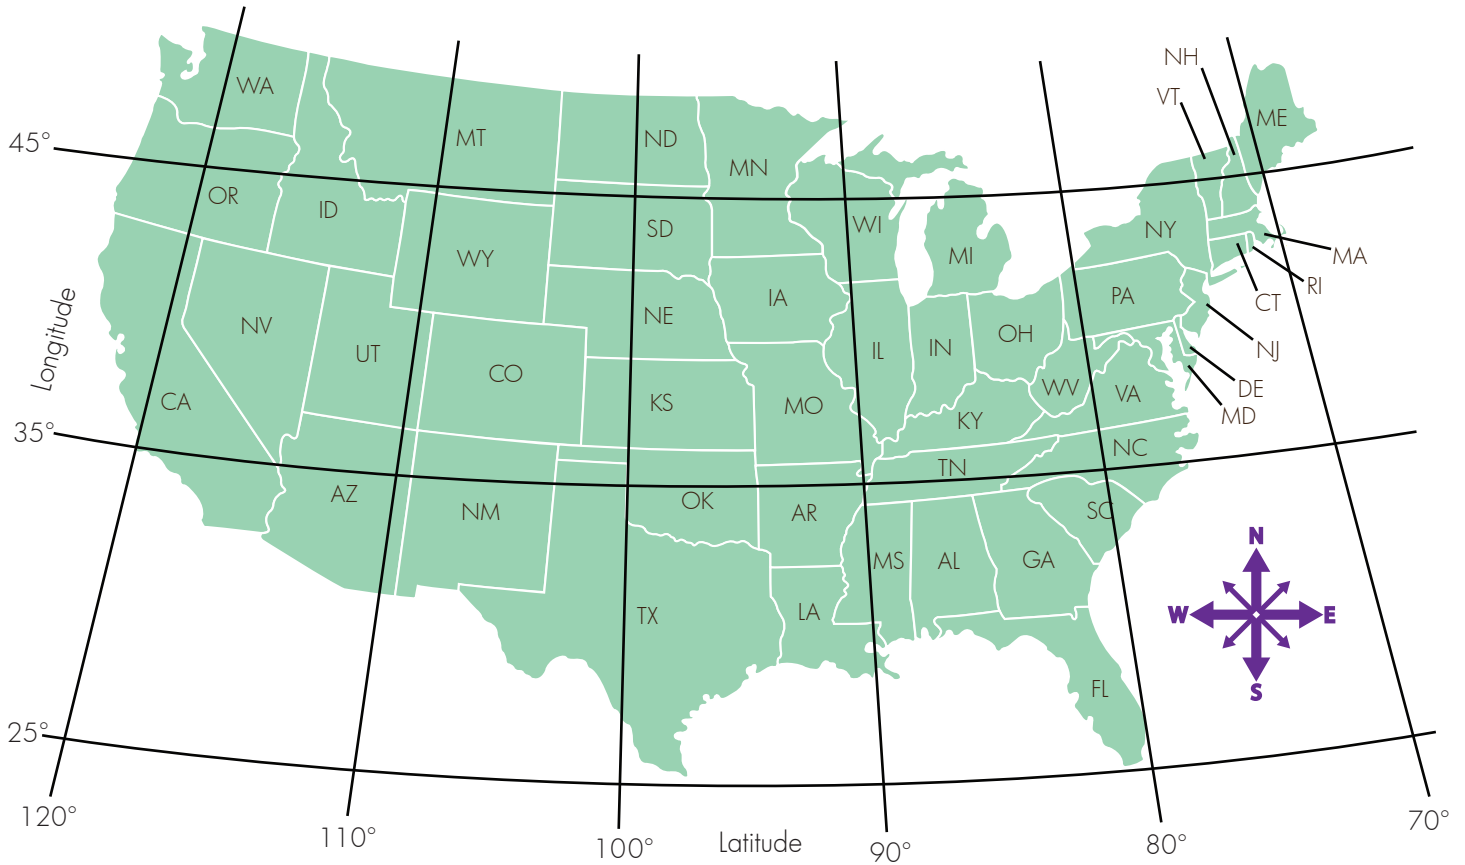 NH
VT
WA
ME
45°
MT
ND
MN
OR
ID
SD
WI
NY
MA
WY
MI
RI
IA
PA
CT
Longitude
NV
NE
OH
IN
IL
NJ
UT
CO
WV
VA
DE
CA
KS
MO
KY
MD
35°
TN
NC
AZ
NM
OK
AR
SC
N
MS
AL
GA
TX
LA
W
E
FL
S
25°
120°
110°
100°
Latitude
90°
80°
70°